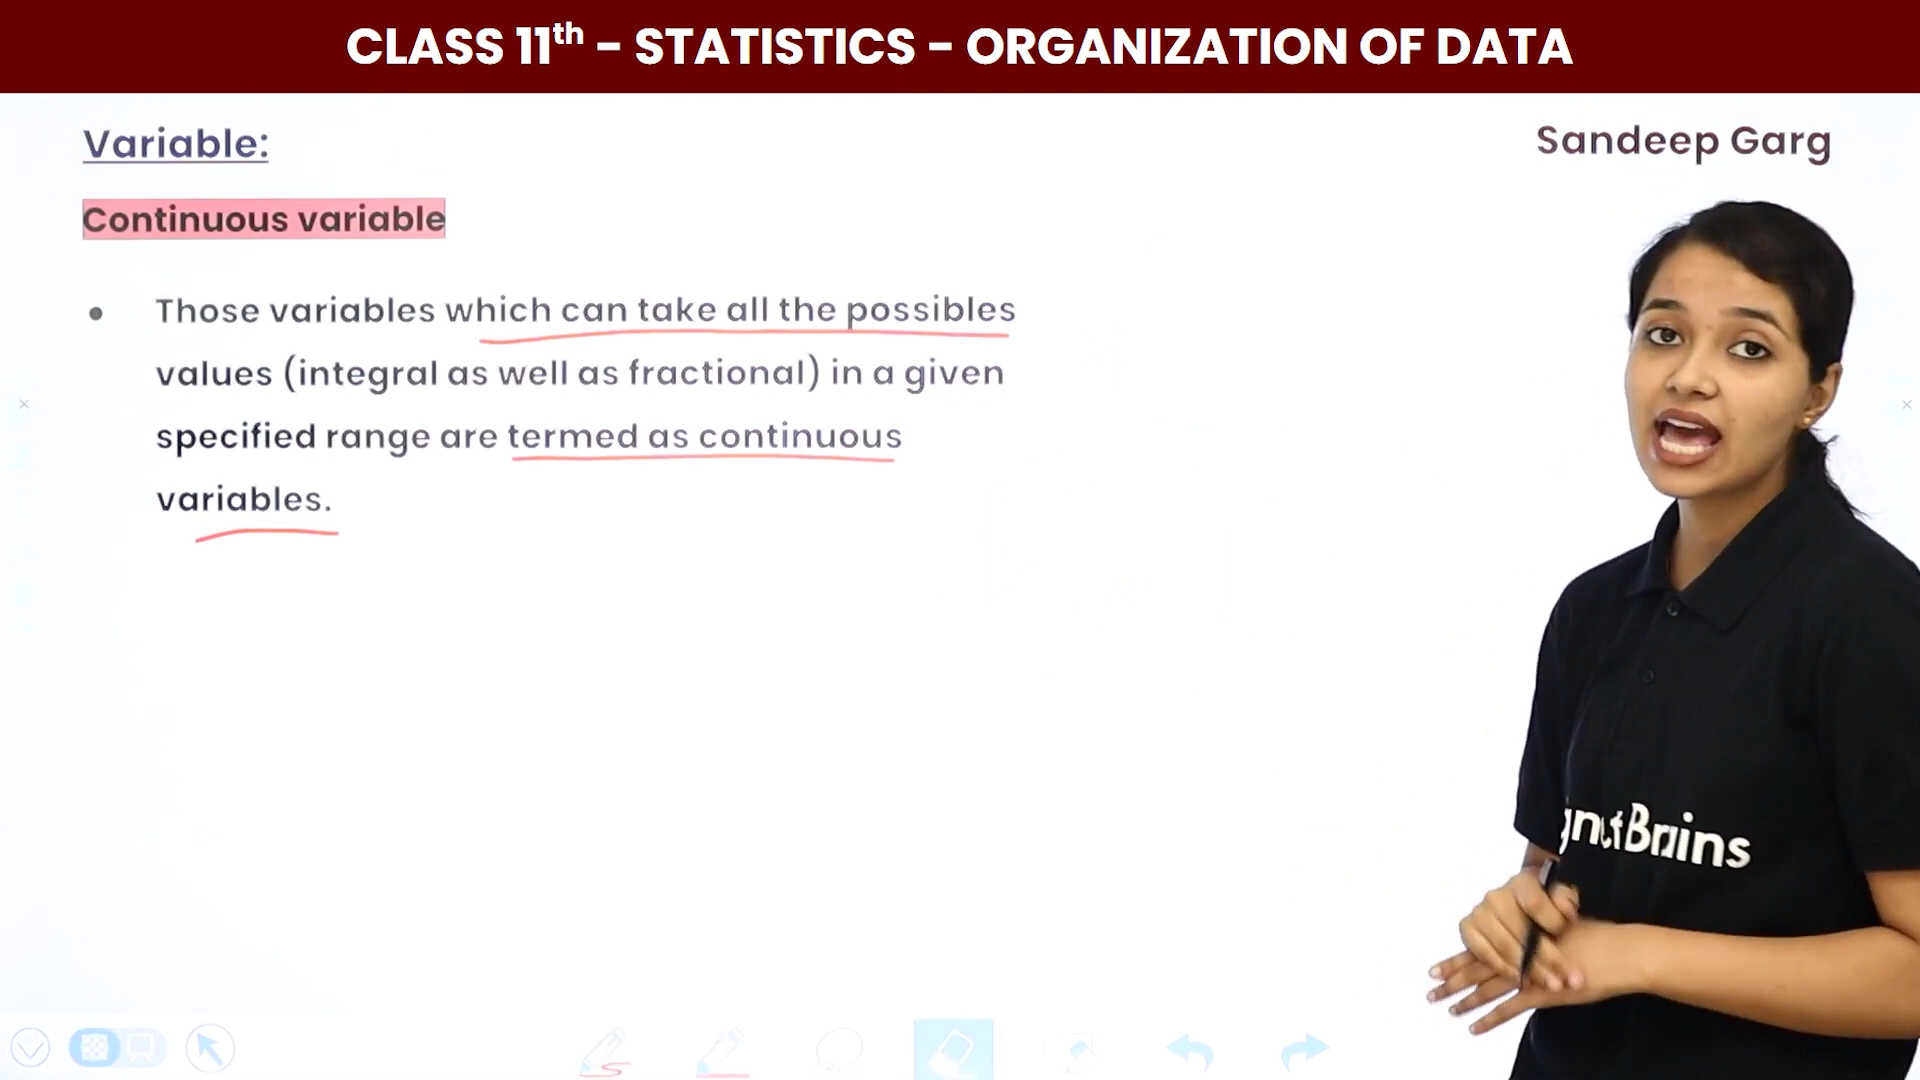 CLASS 11th - STATISTICS - ORGANIZATION OF DATA
Variable:
Sandeep Garg
Continuous variable
• Those variables which can take all the possibles
values (integral as well as fractional) in a given
specified range are termed as continuous
variables.
Brains